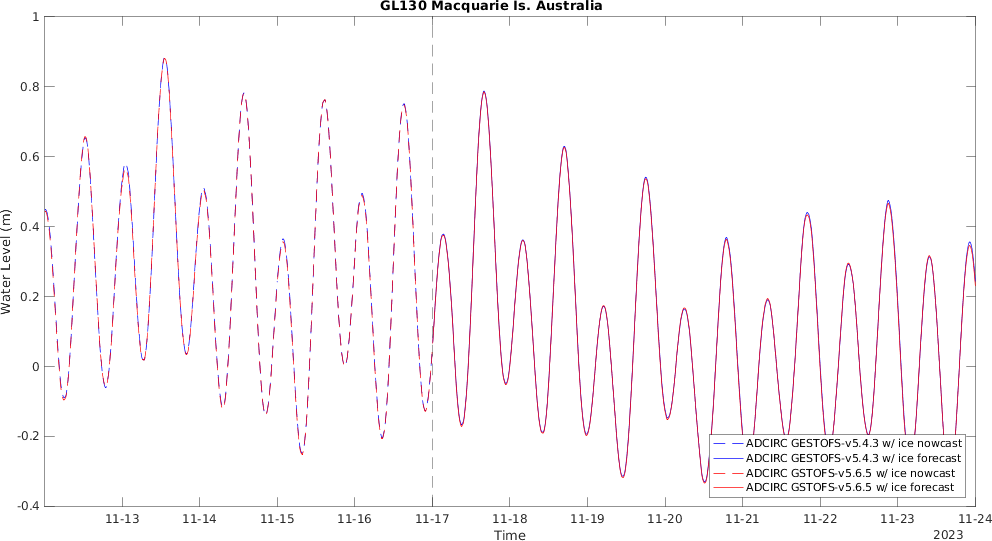 GL130 Macquarie Is. Australia
Water Level (m)
1
0.8
0.6
0.4
0.2
0
-0.2
-0.4
ADCIRC GESTOFS-v5.4.3 w/ ice nowcast
ADCIRC GESTOFS-v5.4.3 w/ ice forecast
ADCIRC GSTOFS-v5.6.5 w/ ice nowcast
ADCIRC GSTOFS-v5.6.5 w/ ice forecast
11-13 11-14 11-15 11-16 11-17 11-18 11-19 11-20 11-21 11-22 11-23 11-24
Time
2023